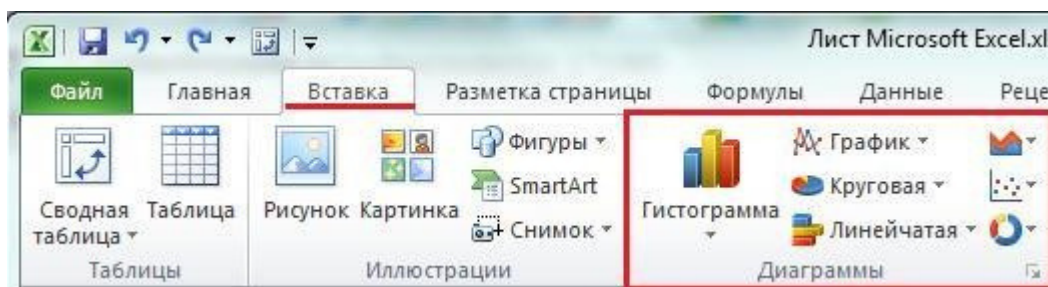 Лист Microsoft Excel.xl
Файл Главная Вставка Разметка страницы Формулы Данные Реце
Сводная таблица
Таблица
Рисунок
Картинка
Фигуры
SmartArt
Снимок
Гистограмма
График
Круговая
Линейчатая
Таблицы
Иллюстрации
Диаграммы